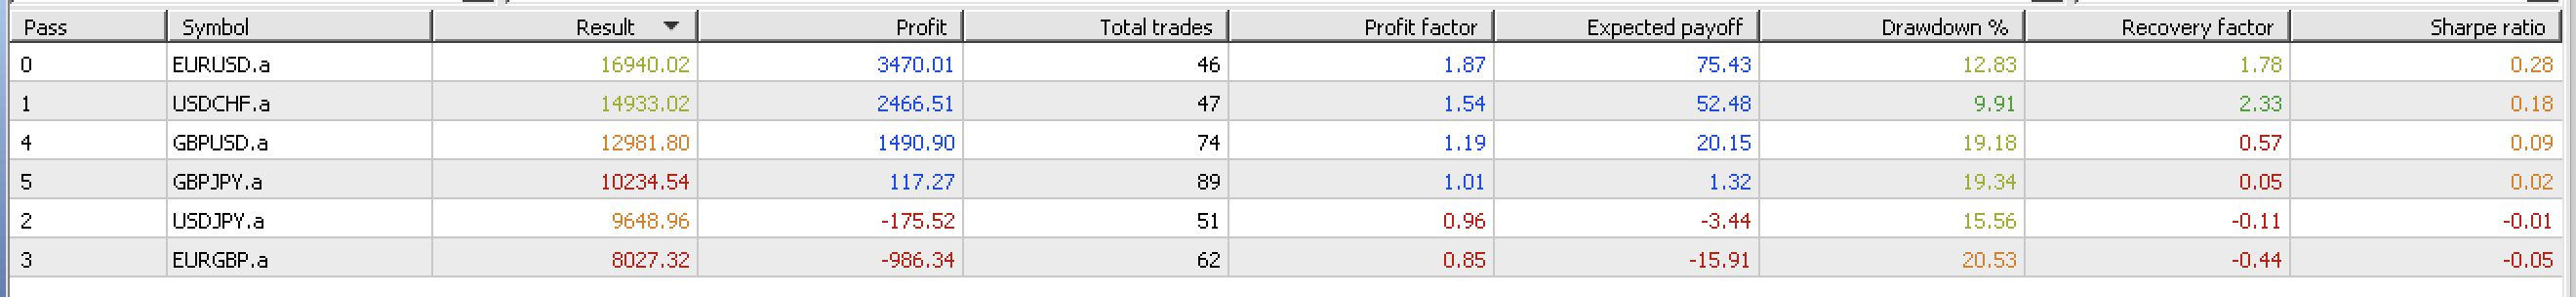 Pass Symbol Result Profit Total trades Profit factor Expected payoff Drawdown % Recovery factor Sharpe ratio
0 EURUSD.a 16940.02 3470.01 46 1.87 75.43 12.83 1.78 0.28
1 USDCHF.a 14933.02 2466.51 47 1.54 52.48 9.91 2.33 0.18
4 GBPUSD.a 12981.80 1490.90 74 1.19 20.15 19.18 0.57 0.09
5 GBPJPY.a 10234.54 117.27 89 1.01 1.32 19.34 0.05 0.02
2 USDJPY.a 9648.96 -175.52 51 0.96 -3.44 15.56 -0.11 -0.01
3 EURGBP.a 8027.32 -986.34 62 0.85 -15.91 20.53 -0.44 -0.05